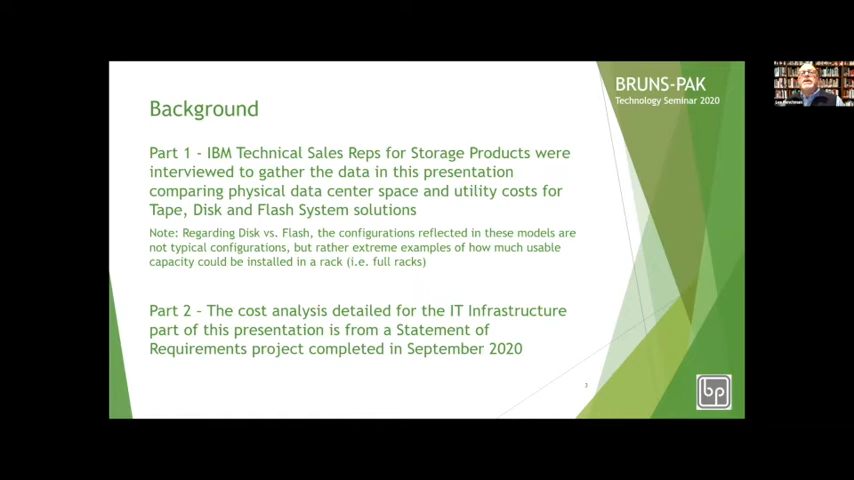 BRUNS-PAK
Technology Seminar 2020
Background
Part 1 - IBM Technical Sales Reps for Storage Products were
interviewed to gather the data in this presentation
comparing physical data center space and utility costs for
Tape, Disk and Flash System solutions
Note: Regarding Disk vs. Flash, the configurations reflected in these models are
not typical configurations, but rather extreme examples of how much usable
capacity could be installed in a rack (i.e. full racks)
Part 2 - The cost analysis detailed for the IT Infrastructure
part of this presentation is from a Statement of
Requirements project completed in September 2020
3
bp